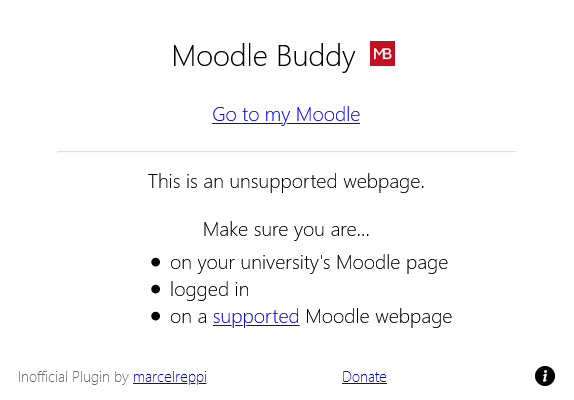 Moodle Buddy MB
Go to my Moodle
This is an unsupported webpage.
Make sure you are...
on your university's Moodle page
logged in
on a supported Moodle webpage
Inofficial Plugin by marcelreppi Donate i